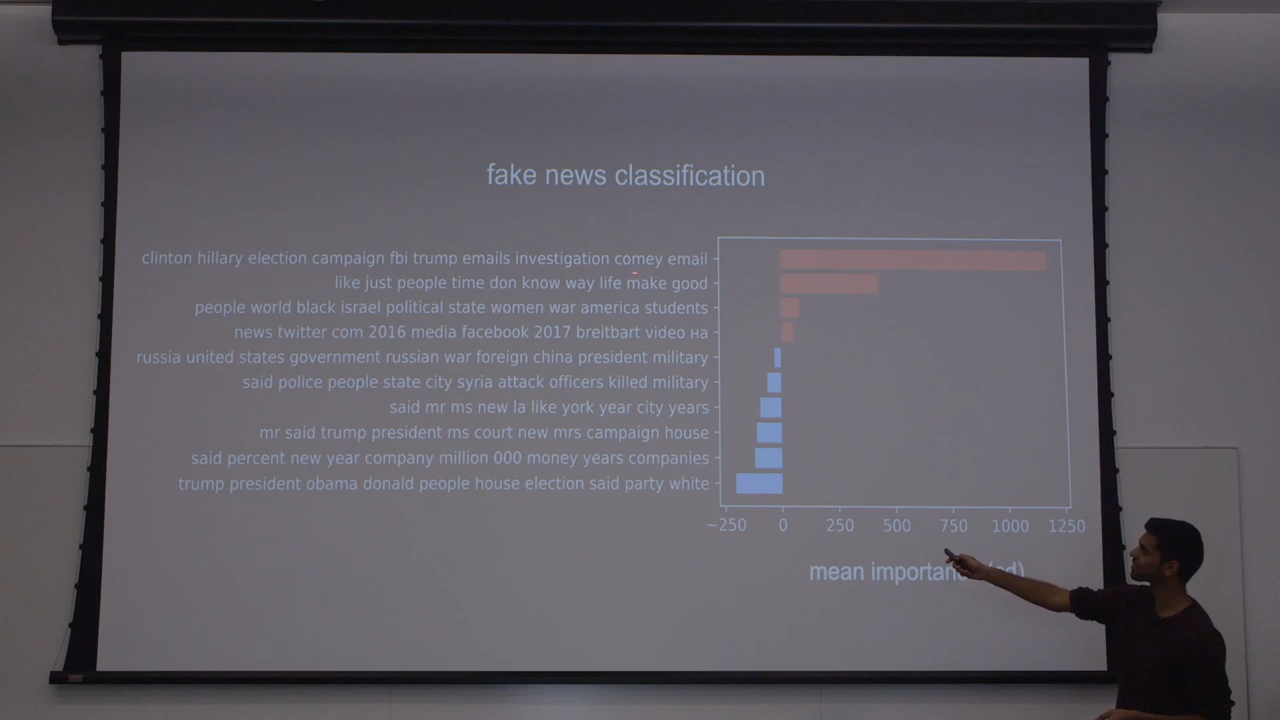 fake news classification
clinton hillary election campaign fbi trump emails investigation comey email
like just people time don know way life make good
people world black israel political state women war america students
news twitter com 2016 media facebook 2017 breitbart video на
russia united states government russian war foreign china president military
said police people state city syria attack officers killed military
said mr ms new la like york year city years
mr said trump president ms court new mrs campaign house
said percent new year company million 000 money years companies
trump president obama donald people house election said party white
−250 0 250 500 750 1000 1250
mean